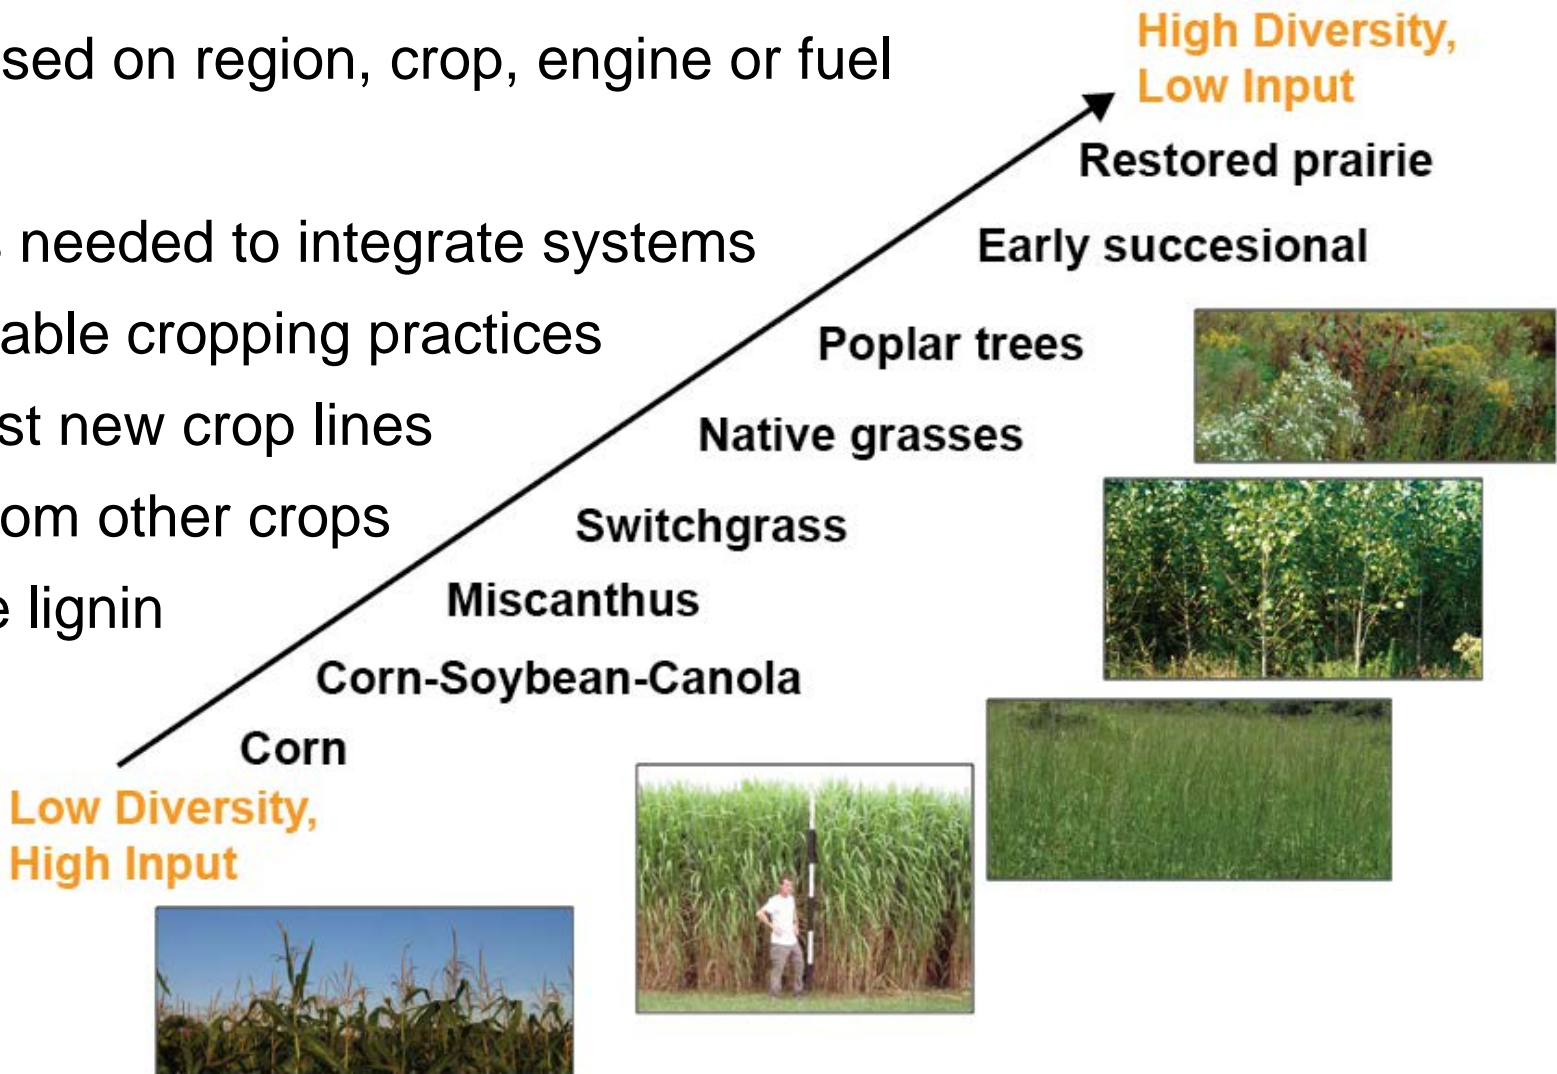 sed on region, crop, engine or fuel
s needed to integrate systems
able cropping practices
st new crop lines
om other crops
e lignin
High Diversity,
Low Input
Restored prairie
Early succesional
Poplar trees
Native grasses
Switchgrass
Miscanthus
Corn-Soybean-Canola
Corn
Low Diversity,
High Input